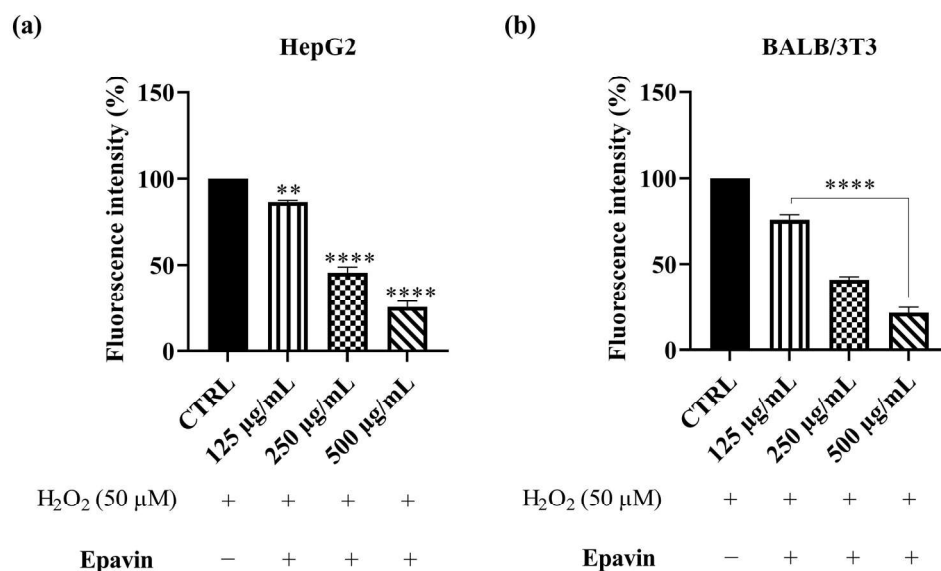 (a)
HepG2
Fluorescence intensity (%)
150
100
50
0
**
****
****
CTRL
125 μg/mL
250 μg/mL
500 μg/mL
H₂O₂ (50 μM) + + + +
Epavin − + + +
(b)
BALB/3T3
Fluorescence intensity (%)
150
100
50
0
****
CTRL
125 μg/mL
250 μg/mL
500 μg/mL
H₂O₂ (50 μM) + + + +
Epavin − + + +